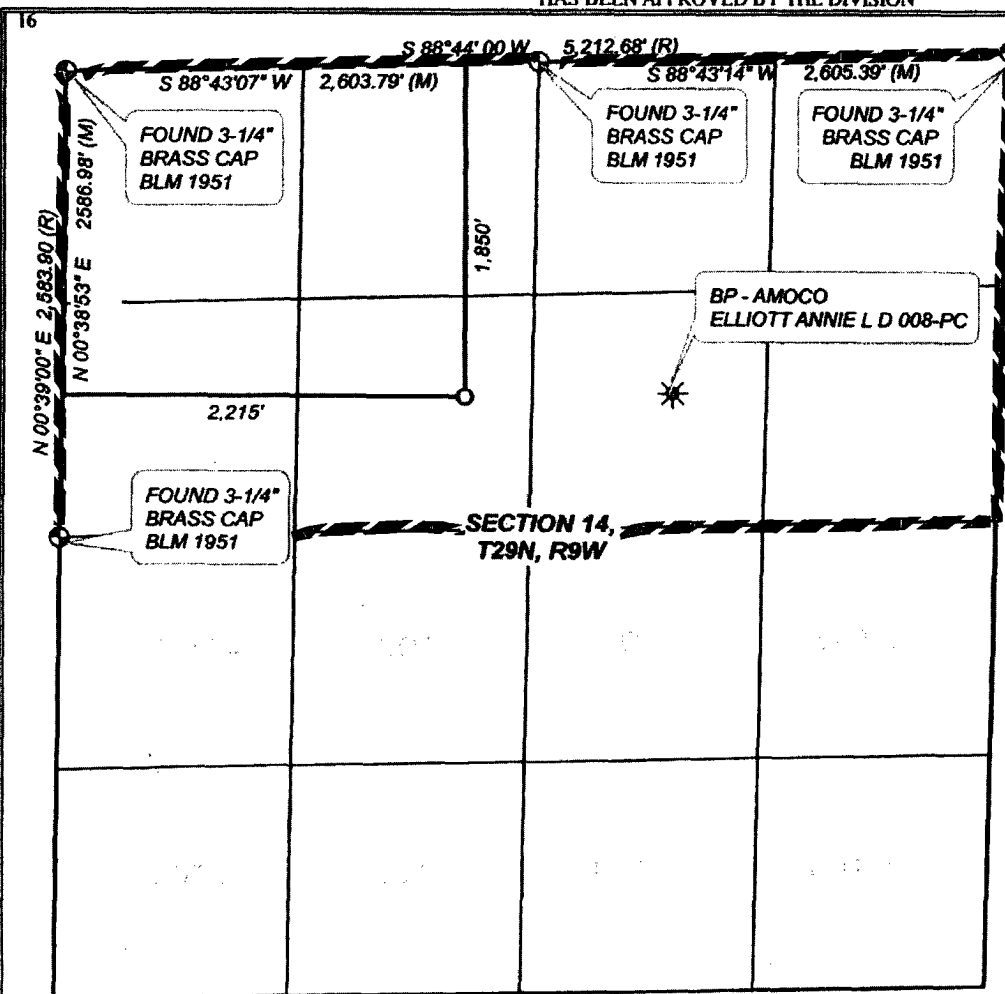 HAS BEEN APPROVED BY THE DIVISION
16
S 88°44' 00 W 5,212.68' (R)
S 88°43'07" W 2,603.79' (M)
S 88°43'14" W 2,605.39' (M)
FOUND 3-1/4"
BRASS CAP
BLM 1951
FOUND 3-1/4"
BRASS CAP
BLM 1951
FOUND 3-1/4"
BRASS CAP
BLM 1951
N 00°39'00" E 2,583.90 (R)
N 00°38'53" E 2586.98' (M)
1,850'
BP - AMOCO
ELLIOTT ANNIE L D 008-PC
2,215'
FOUND 3-1/4"
BRASS CAP
BLM 1951
SECTION 14,
T29N, R9W